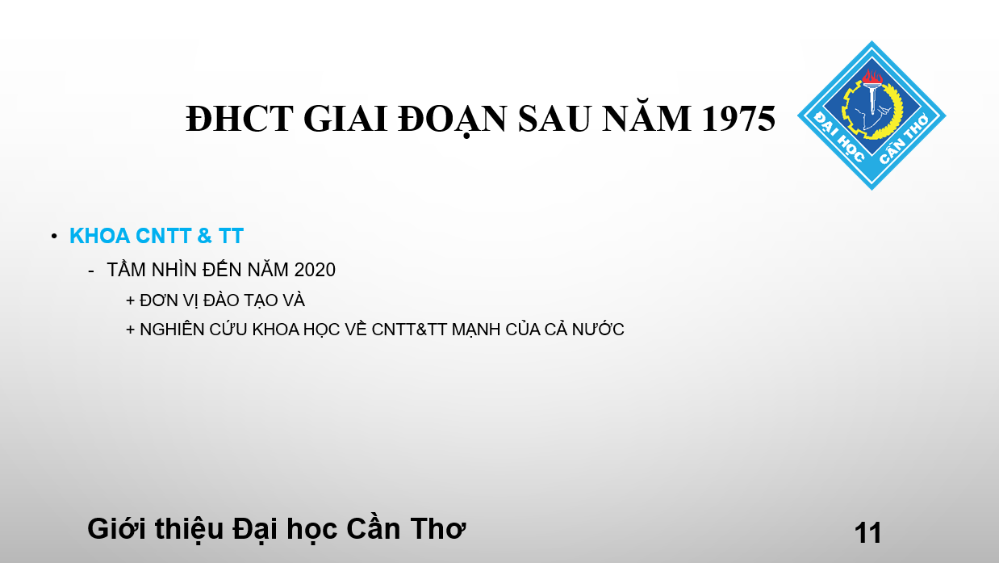 ĐHCT GIAI ĐOẠN SAU NĂM 1975
ĐẠI HỌC CẦN THƠ
• KHOA CNTT & TT
- TẦM NHÌN ĐẾN NĂM 2020
+ ĐƠN VỊ ĐÀO TẠO VÀ
+ NGHIÊN CỨU KHOA HỌC VỀ CNTT&TT MẠNH CỦA CẢ NƯỚC
Giới thiệu Đại học Cần Thơ
11